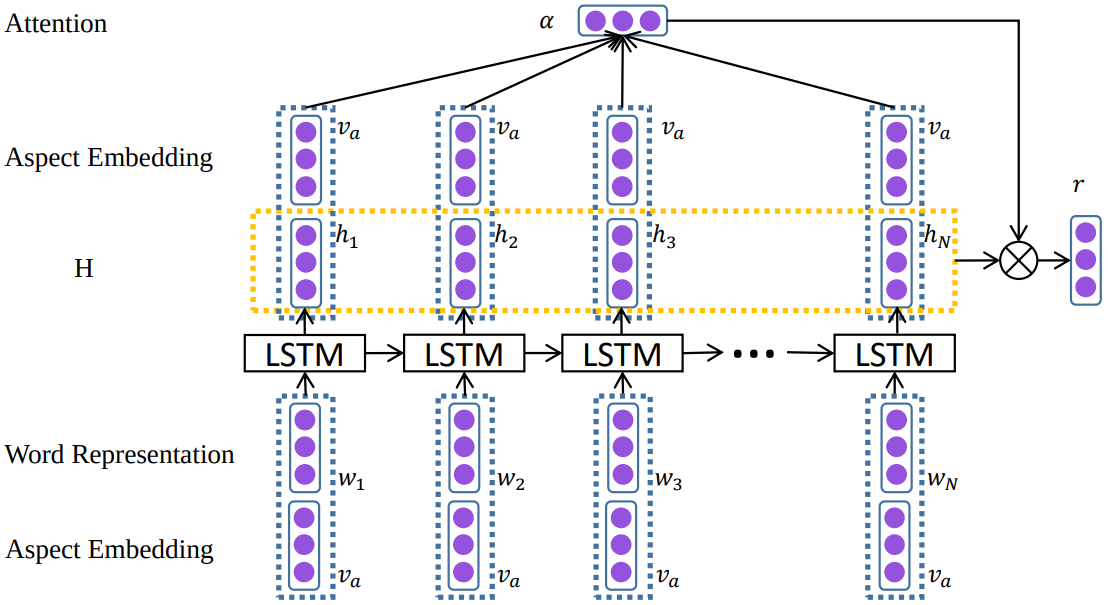 Attention α
Aspect Embedding v_a v_a v_a v_a
r
H h_1 h_2 h_3 h_N
LSTM LSTM LSTM ••• LSTM
Word Representation w_1 w_2 w_3 w_N
Aspect Embedding v_a v_a v_a v_a